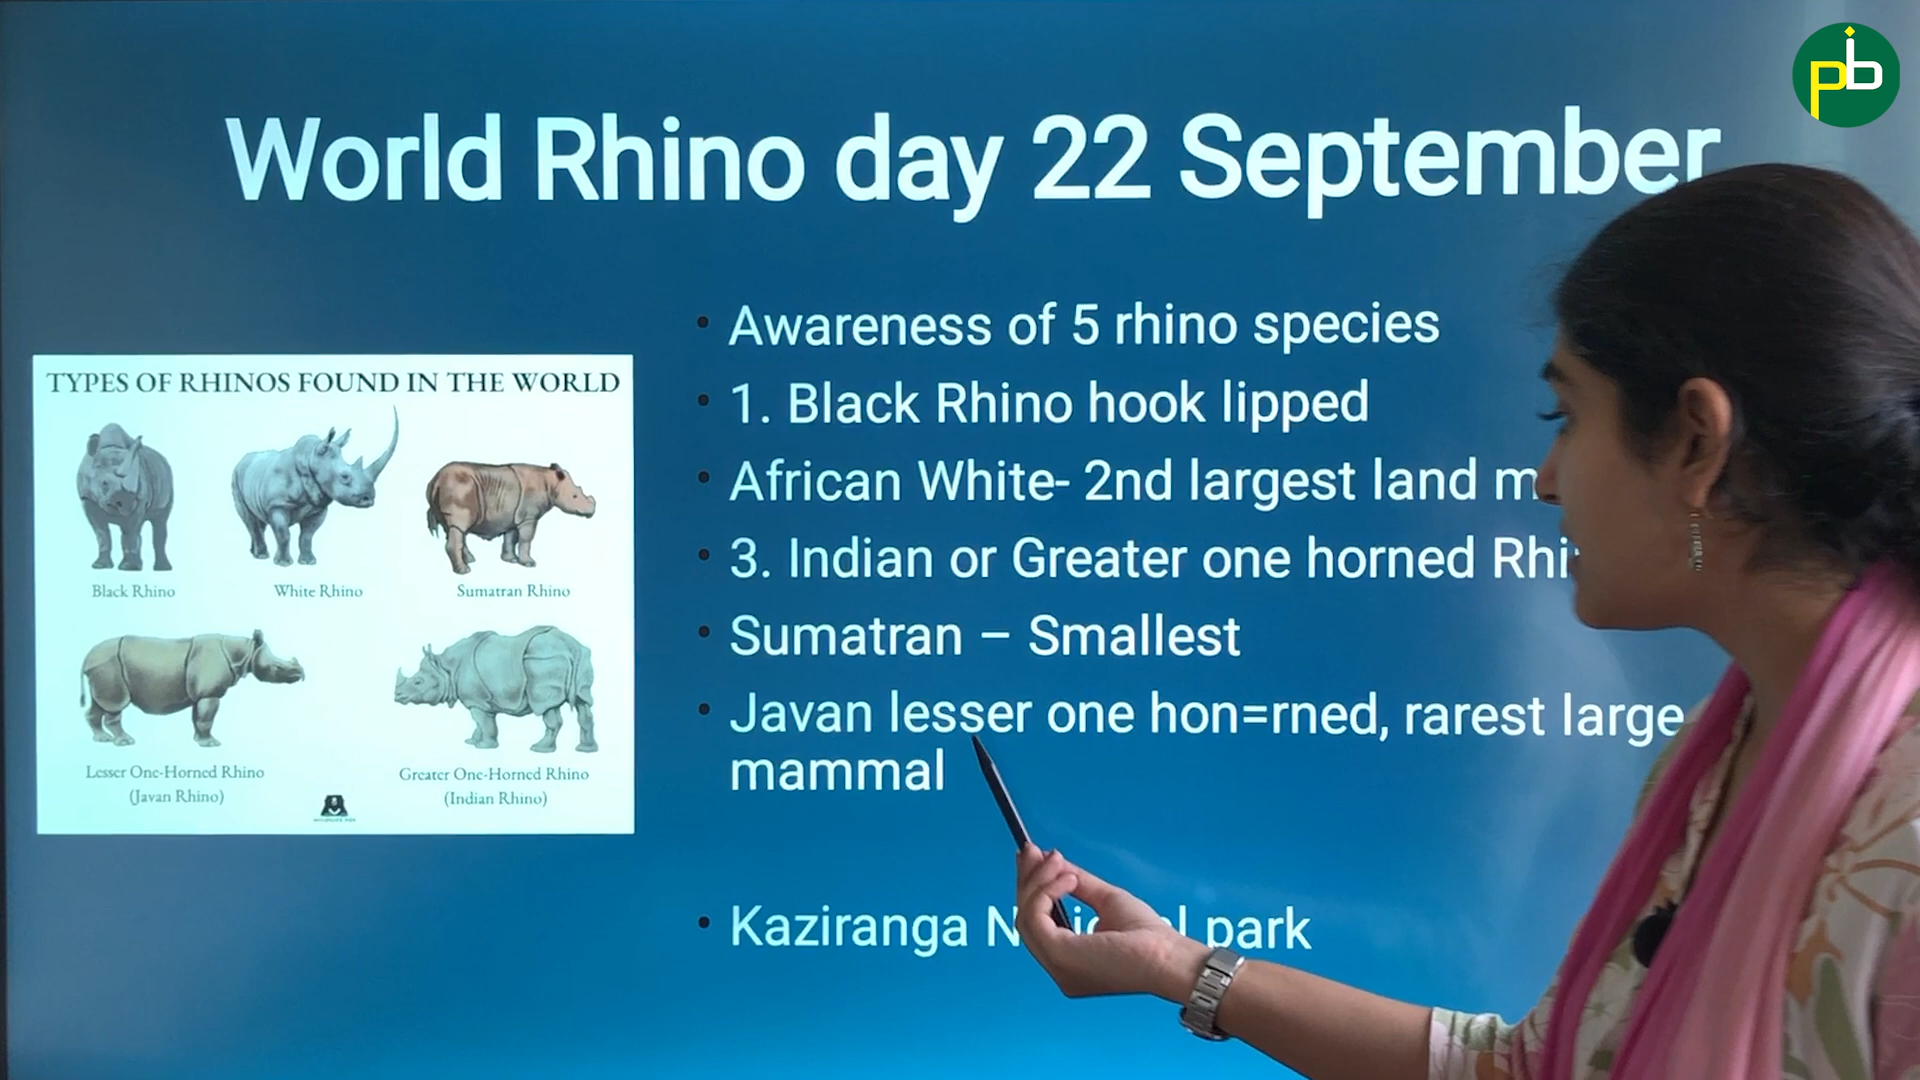 pib
World Rhino day 22 September
TYPES OF RHINOS FOUND IN THE WORLD
Black Rhino
White Rhino
Sumatran Rhino
Lesser One-Horned Rhino
(Javan Rhino)
Greater One-Horned Rhino
(Indian Rhino)
• Awareness of 5 rhino species
• 1. Black Rhino hook lipped
• African White- 2nd largest land
• 3. Indian or Greater one horned
• Sumatran – Smallest
• Javan lesser one hon=rned, rarest large
mammal
• Kaziranga park